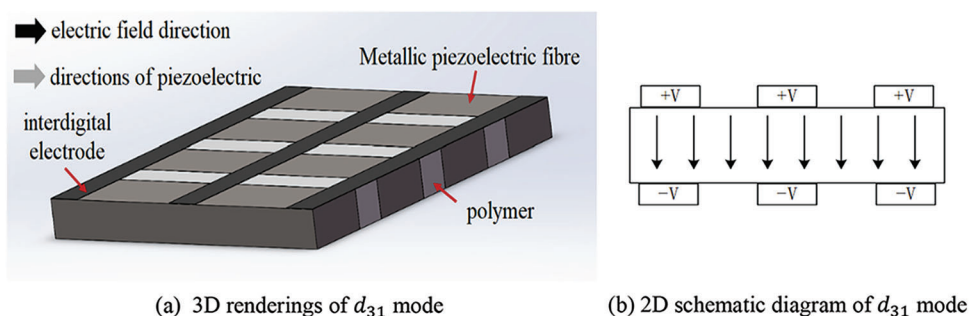 electric field direction
directions of piezoelectric
Metallic piezoelectric fibre
interdigital
electrode
polymer
+V +V +V
−V −V −V
(a) 3D renderings of d₃₁ mode
(b) 2D schematic diagram of d₃₁ mode